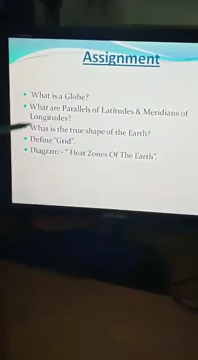 Assignment
What is a Globe?
What are Parallels of Latitudes & Meridians of
Longitudes?
What is the true shape of the Earth?
Define "Grid".
Diagram:- " Heat Zones Of The Earth".